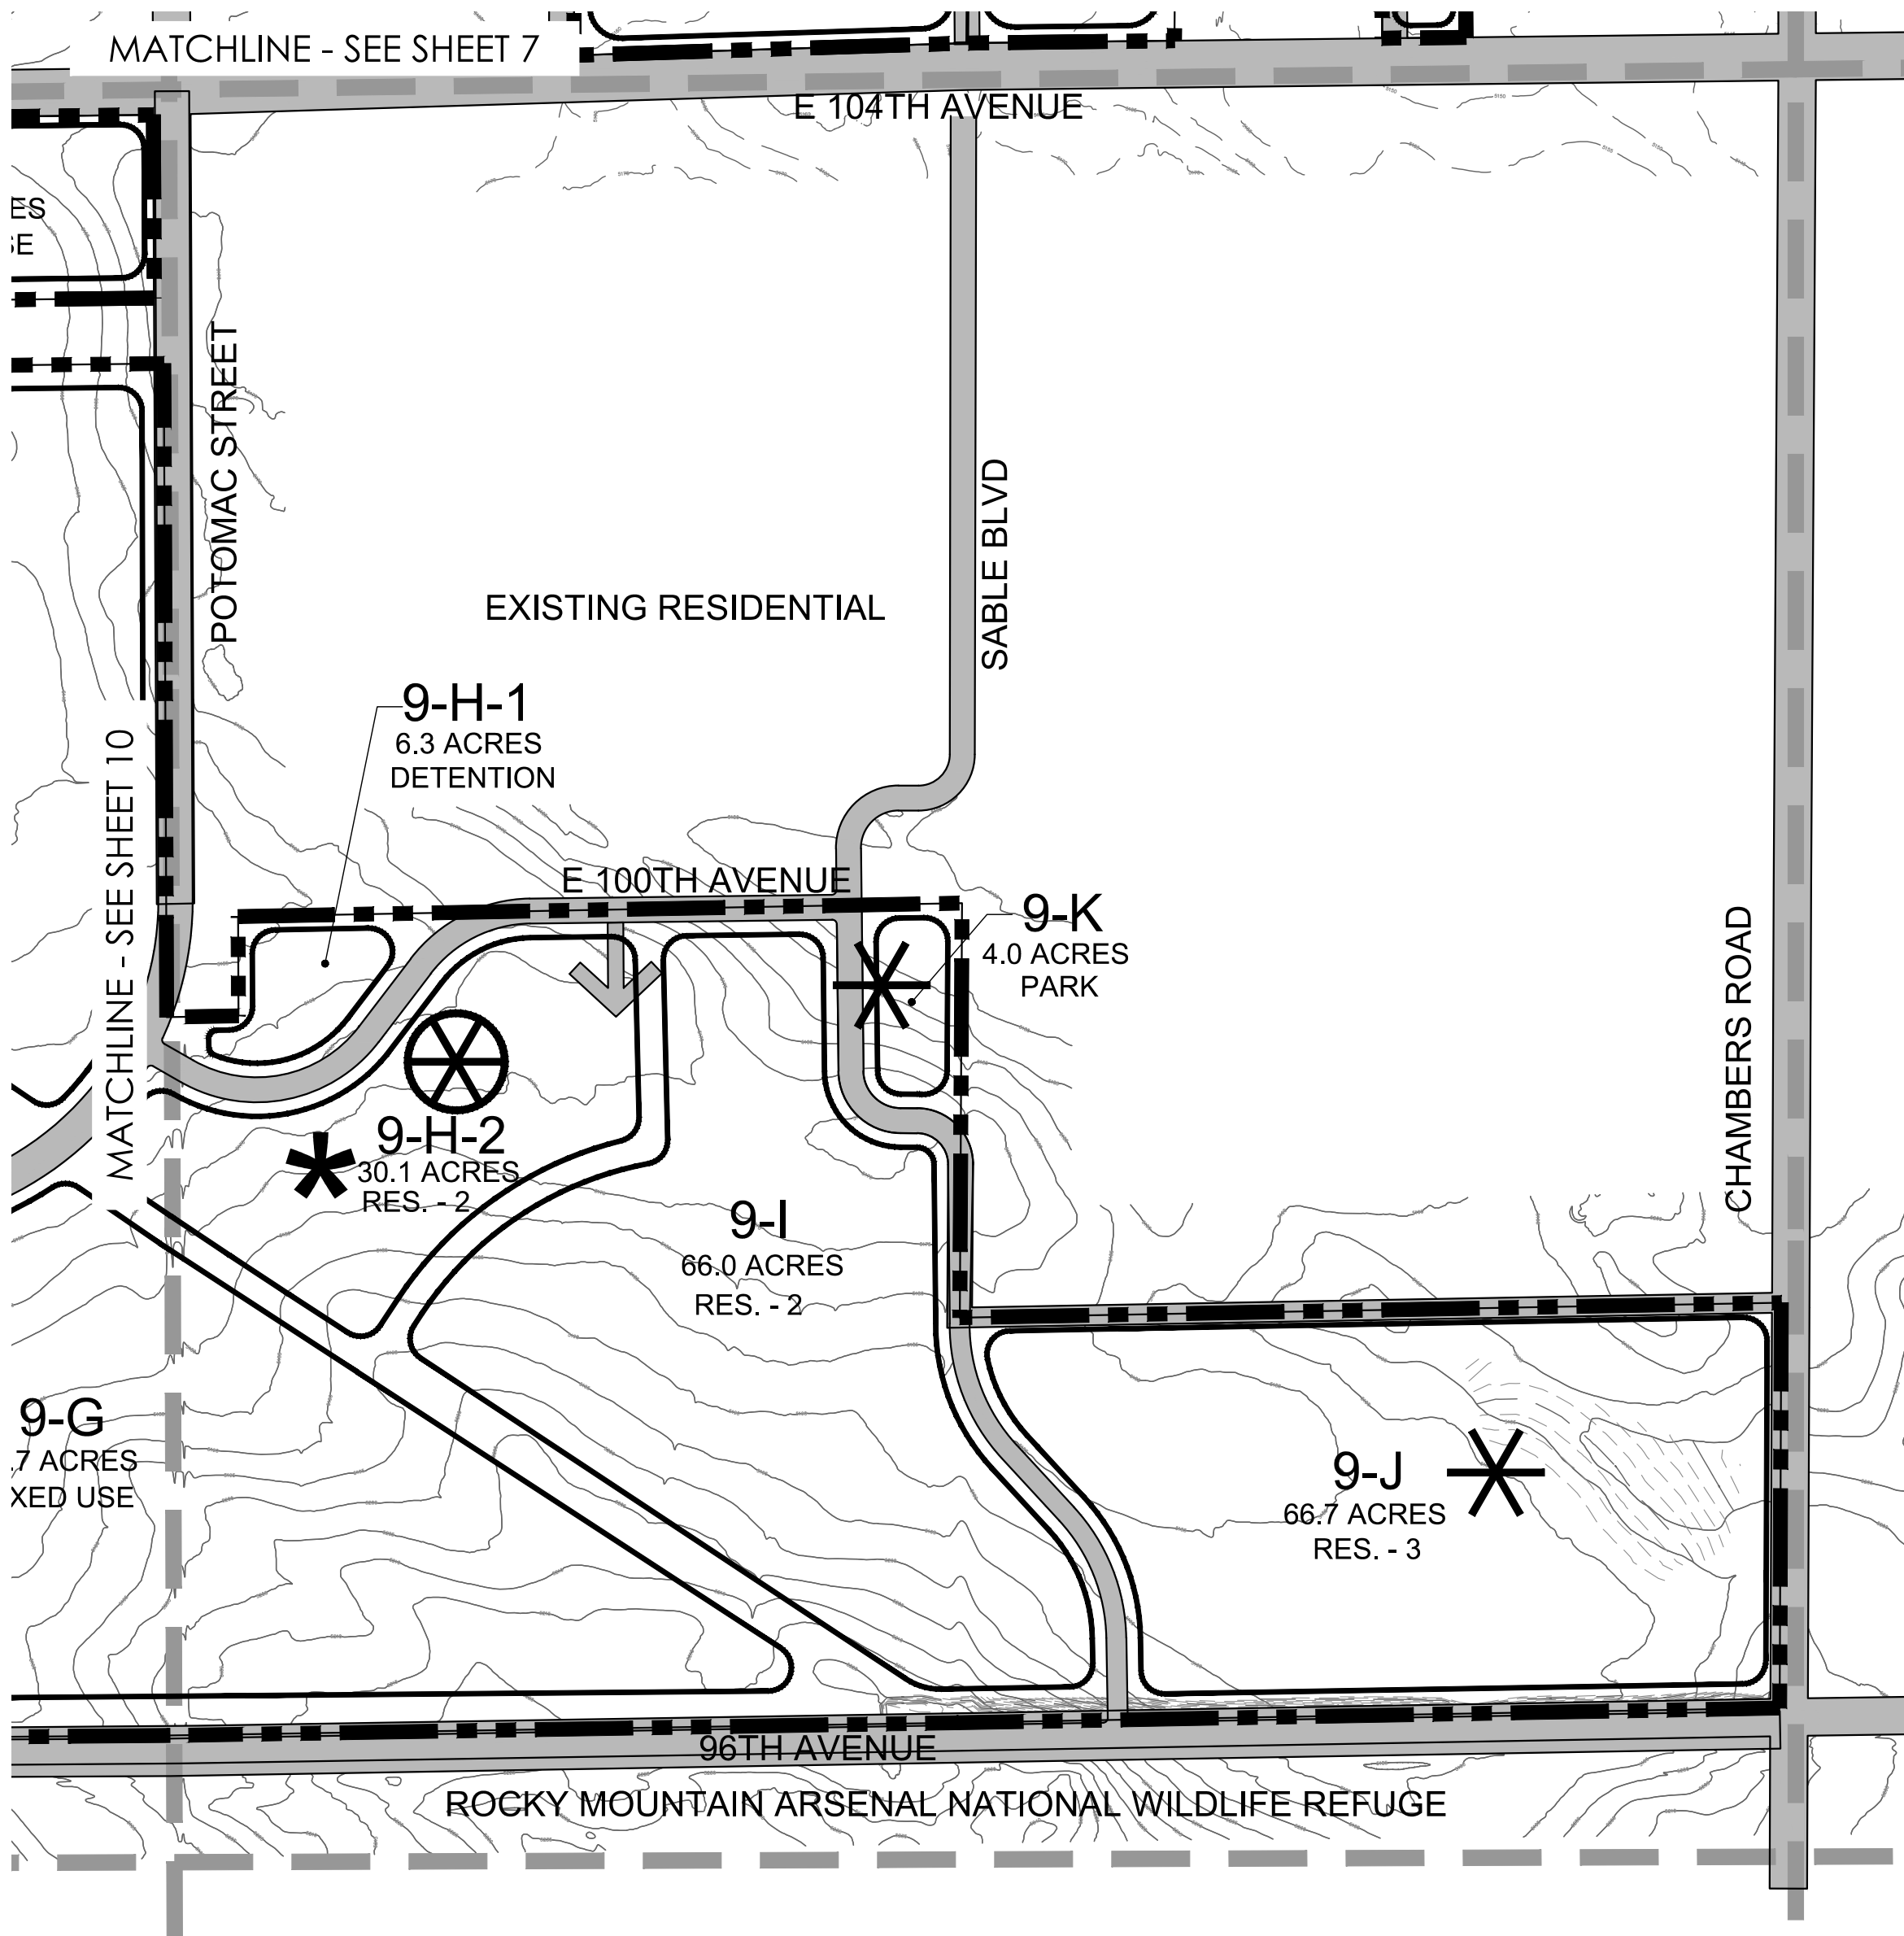 MATCHLINE - SEE SHEET 7
E 104TH AVENUE
ES
SE
POTOMAC STREET
SABLE BLVD
EXISTING RESIDENTIAL
9-H-1
6.3 ACRES
DETENTION
MATCHLINE - SEE SHEET 10
E 100TH AVENUE
9-K
4.0 ACRES
PARK
CHAMBERS ROAD
9-H-2
30.1 ACRES
RES. - 2
9-I
66.0 ACRES
RES. - 2
9-G
.7 ACRES
XED USE
9-J
66.7 ACRES
RES. - 3
96TH AVENUE
ROCKY MOUNTAIN ARSENAL NATIONAL WILDLIFE REFUGE